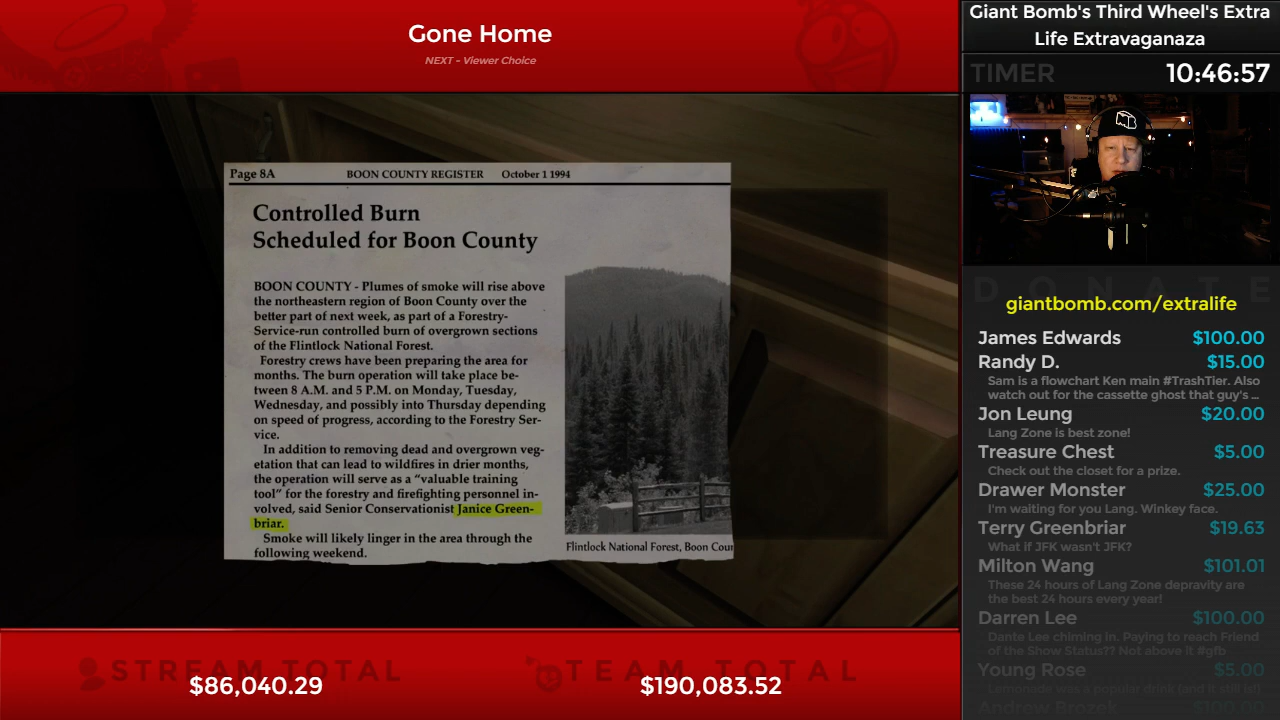 Gone Home
NEXT - Viewer Choice
Giant Bomb's Third Wheel's Extra
Life Extravaganaza
TIMER
10:46:57
Page 8A BOON COUNTY REGISTER October 1 1994
Controlled Burn
Scheduled for Boon County
BOON COUNTY - Plumes of smoke will rise above
the northeastern region of Boon County over the
better part of next week, as part of a Forestry-
Service-run controlled burn of overgrown sections
of the Flintlock National Forest.
Forestry crews have been preparing the area for
months. The burn operation will take place be-
tween 8 A.M. and 5 P.M. on Monday, Tuesday,
Wednesday, and possibly into Thursday depending
on speed of progress, according to the Forestry Ser-
vice.
In addition to removing dead and overgrown veg-
etation that can lead to wildfires in drier months,
the operation will serve as a “valuable training
tool” for the forestry and firefighting personnel in-
volved, said Senior Conservationist Janice Green-
briar.
Smoke will likely linger in the area through the
following weekend.
Flintlock National Forest, Boon Coun
DONATE
giantbomb.com/extralife
James Edwards $100.00
Randy D. $15.00
Sam is a flowchart Ken main #TrashTier. Also
watch out for the cassette ghost that guy's ...
Jon Leung $20.00
Lang Zone is best zone!
Treasure Chest $5.00
Check out the closet for a prize.
Drawer Monster $25.00
I'm waiting for you Lang. Winkey face.
Terry Greenbriar $19.63
What if JFK wasn't JFK?
Milton Wang $101.01
These 24 hours of Lang Zone depravity are
the best 24 hours every year!
Darren Lee $100.00
Dante Lee chiming in. Paying to reach Friend
of the Show Status?? Not above it #gfb
Young Rose $5.00
Lemonade was a popular drink (and it still is!)
Andrew Brozek $100.00
STREAM TOTAL
$86,040.29
TEAM TOTAL
$190,083.52